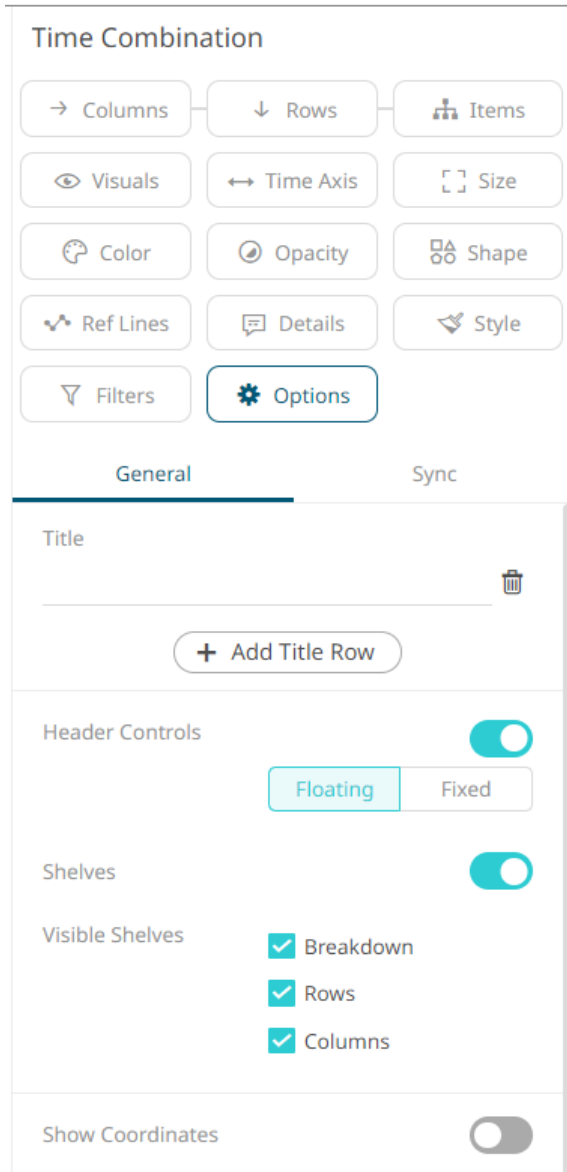 Time Combination
Columns Rows Items
Visuals Time Axis Size
Color Opacity Shape
Ref Lines Details Style
Filters Options
General Sync
Title
Add Title Row
Header Controls
Floating Fixed
Shelves
Visible Shelves
Breakdown
Rows
Columns
Show Coordinates